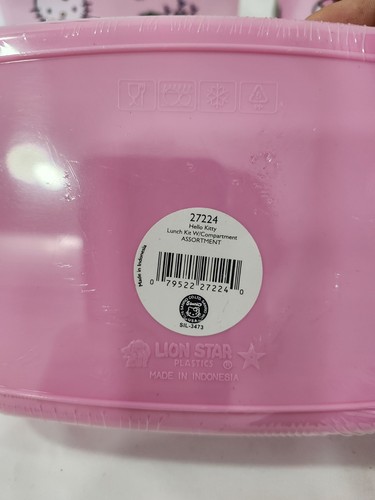 27224
Hello Kitty
Lunch Kit W/Compartment
ASSORTMENT
Made in Indonesia
0 79522 27224 0
SIL-3473
LION STAR
PLASTICS
MADE IN INDONESIA